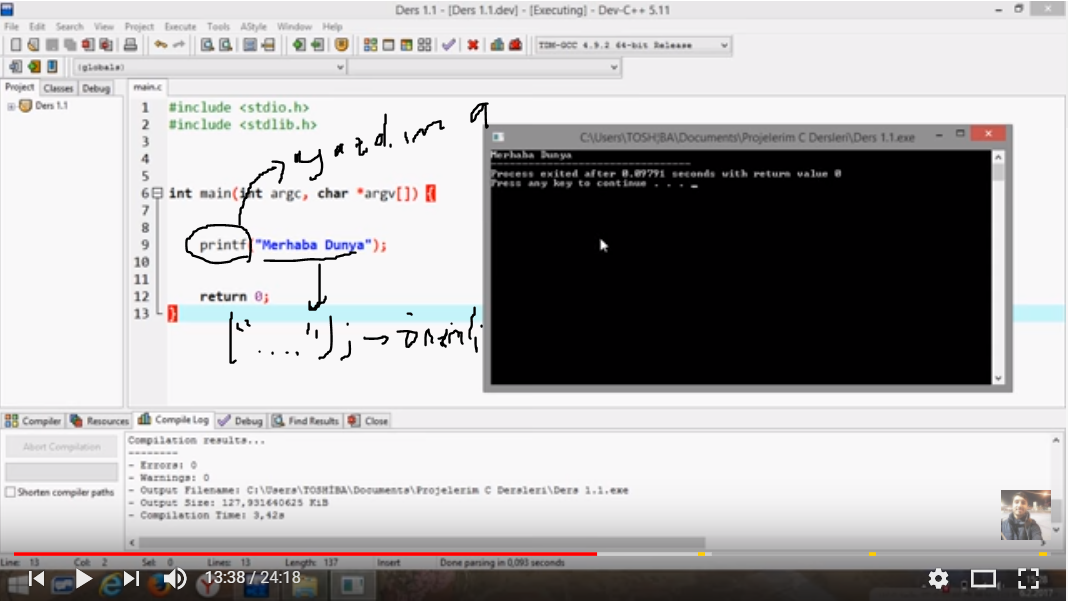 Ders 1.1 - [Ders 1.1.dev] - [Executing] - Dev-C++ 5.11
File Edit Search View Project Execute Tools AStyle Window Help
TDM-GCC 4.9.2 64-bit Release
(globals)
Project Classes Debug
main.c
Ders 1.1
1 #include <stdio.h>
2 #include <stdlib.h>
3
4
5
6 int main(int argc, char *argv[]) {
7
8
9 printf("Merhaba Dunya");
10
11
12 return 0;
13 }
yazdırma
(".....");
C:\Users\TOSHİBA\Documents\Projelerim C Dersleri\Ders 1.1.exe
Merhaba Dunya
--------------------------------
Process exited after 0.09791 seconds with return value 0
Press any key to continue . . . _
Compiler Resources Compile Log Debug Find Results Close
Abort Compilation
Shorten compiler paths
Compilation results...
--------
- Errors: 0
- Warnings: 0
- Output Filename: C:\Users\TOSHİBA\Documents\Projelerim C Dersleri\Ders 1.1.exe
- Output Size: 127,931640625 KiB
- Compilation Time: 3,42s
Line: 13 Col: 2 Sel: 0 Lines: 13 Length: 137 Insert Done parsing in 0,093 seconds
13:38 / 24:18